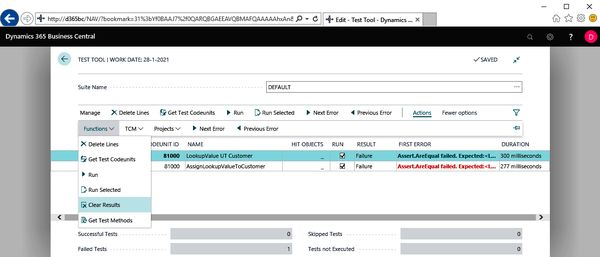 http://d365bc/NAV/?bookmark=31%3bYf0BAAJ7%2f0QARQBGAEEAVQBMAFQAAAAAhxAnB
Edit - Test Tool - Dynamics ...
Dynamics 365 Business Central
D
TEST TOOL | WORK DATE: 28-1-2021
SAVED
Suite Name
DEFAULT
Manage Delete Lines Get Test Codeunits Run Run Selected Next Error Previous Error Actions Fewer options
Functions TCM Projects Next Error Previous Error
Delete Lines
Get Test Codeunits
Run
Run Selected
Clear Results
Get Test Methods
ODEUNIT ID NAME HIT OBJECTS RUN RESULT FIRST ERROR DURATION
81000 LookupValue UT Customer _ Failure Assert.AreEqual failed. Expected:<1... 300 milliseconds
81000 AssignLookupValueToCustomer _ Failure Assert.AreEqual failed. Expected:<1... 277 milliseconds
Successful Tests 0 Skipped Tests 0
Failed Tests 1 Tests not Executed 0